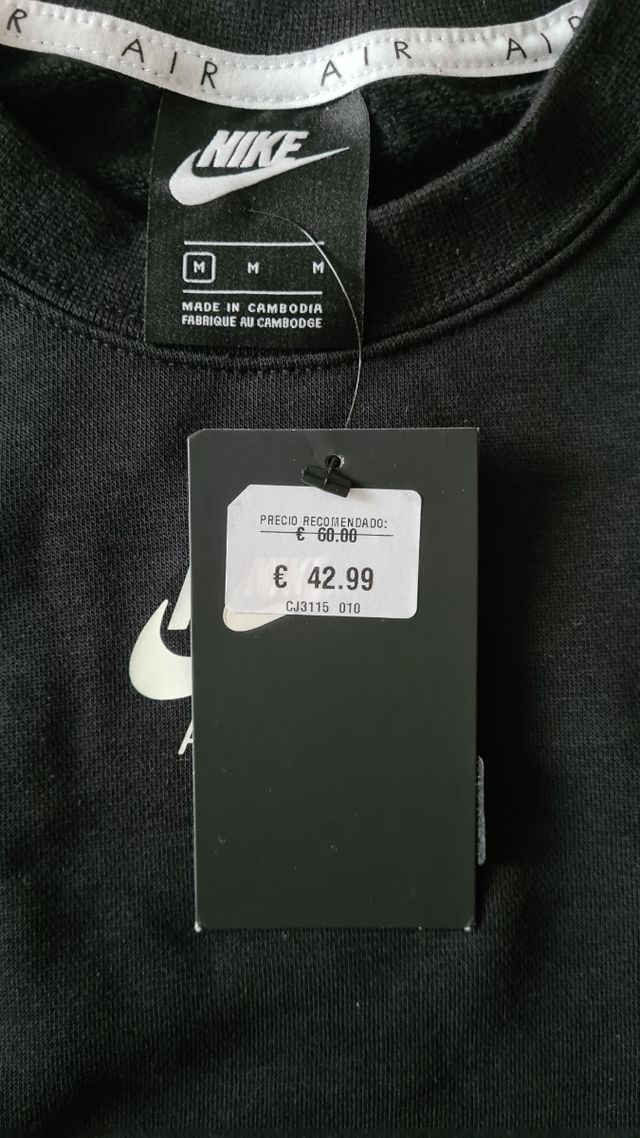 R AIR AIR AIR
NIKE
M M M
MADE IN CAMBODIA
FABRIQUE AU CAMBODGE
PRECIO RECOMENDADO:
€ 60.00
€ 42.99
CJ3115 010
A